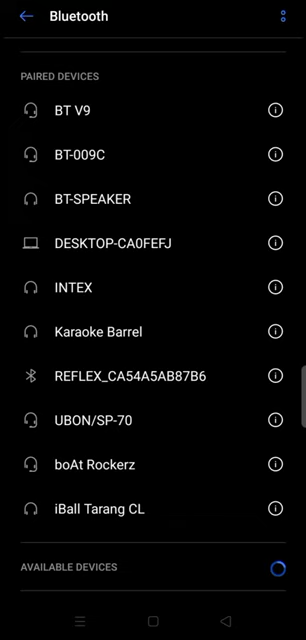 Bluetooth
PAIRED DEVICES
BT V9
BT-009C
BT-SPEAKER
DESKTOP-CA0FEFJ
INTEX
Karaoke Barrel
REFLEX_CA54A5AB87B6
UBON/SP-70
boAt Rockerz
iBall Tarang CL
AVAILABLE DEVICES